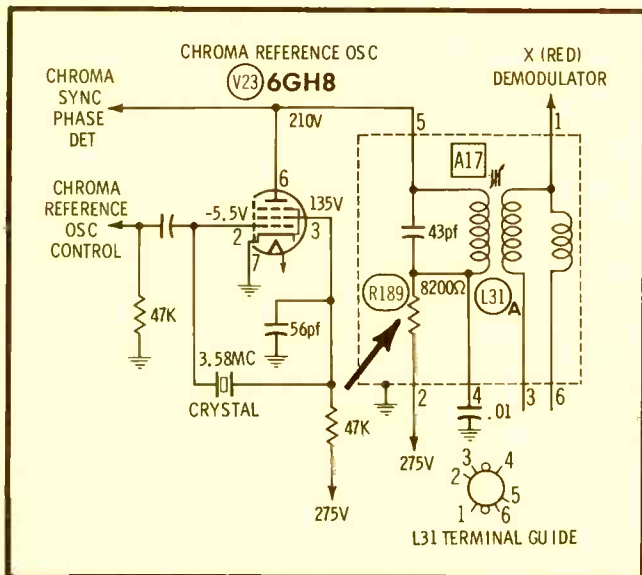 CHROMA REFERENCE OSC
V23 6GH8
X (RED)
DEMODULATOR
CHROMA
SYNC
PHASE
DET
210V
5
1
A17
6
135V
CHROMA
REFERENCE
OSC
CONTROL
-5.5V
2
3
7
43pf
R189
8200Ω
L31 A
47K
56pf
3.58MC
CRYSTAL
47K
2
4
.01
3
6
275V
275V
3
4
2
5
1
6
L31 TERMINAL GUIDE